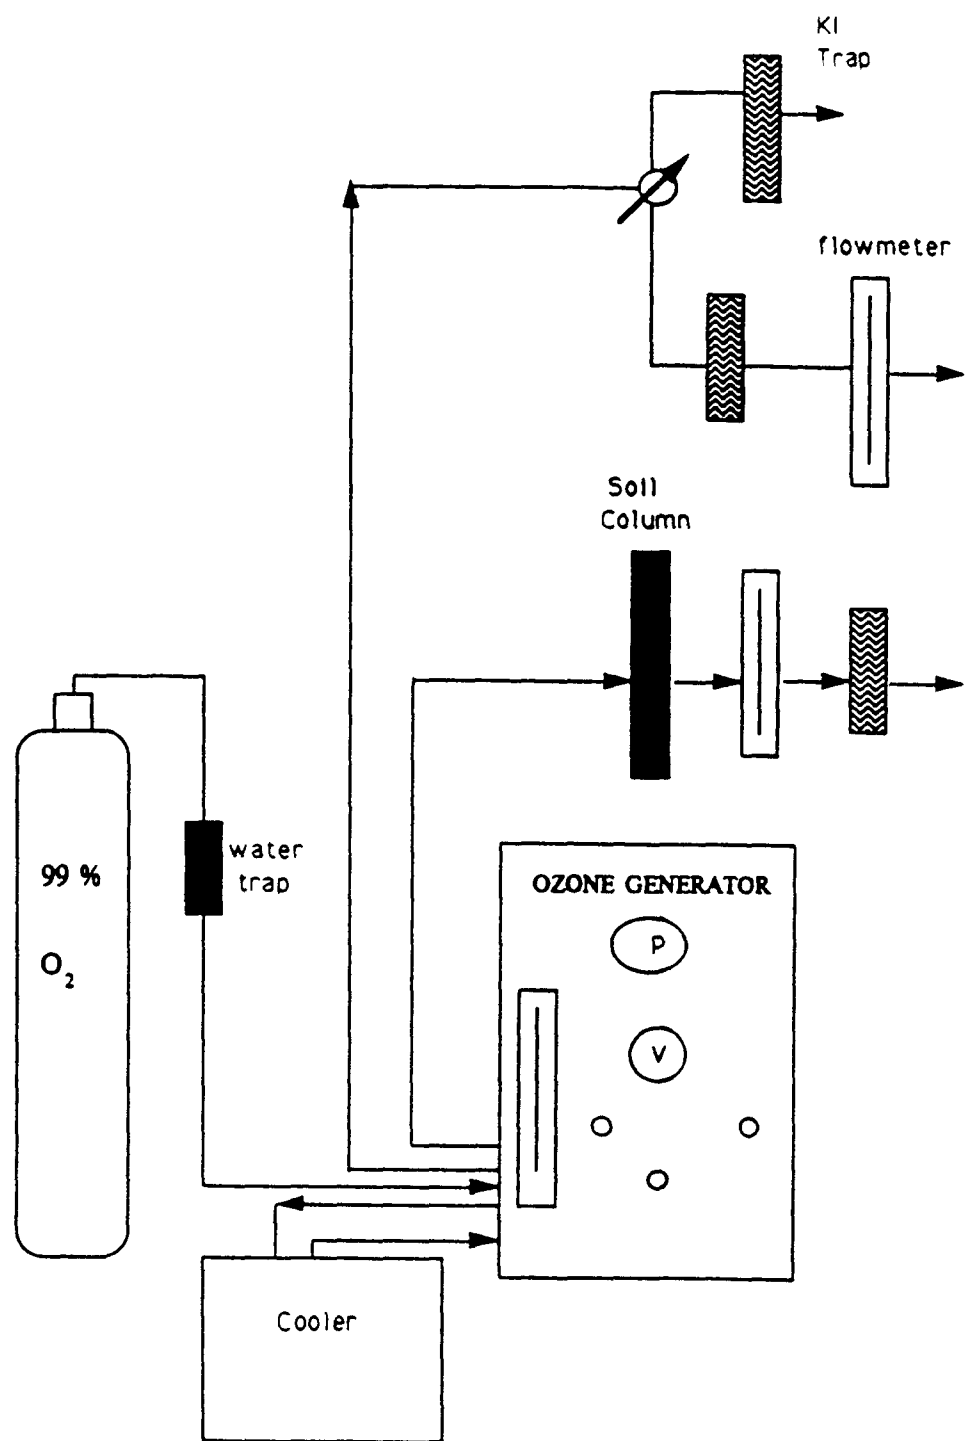 KI
Trap
flowmeter
Soil
Column
water
trap
99 %
O₂
OZONE GENERATOR
P
V
Cooler